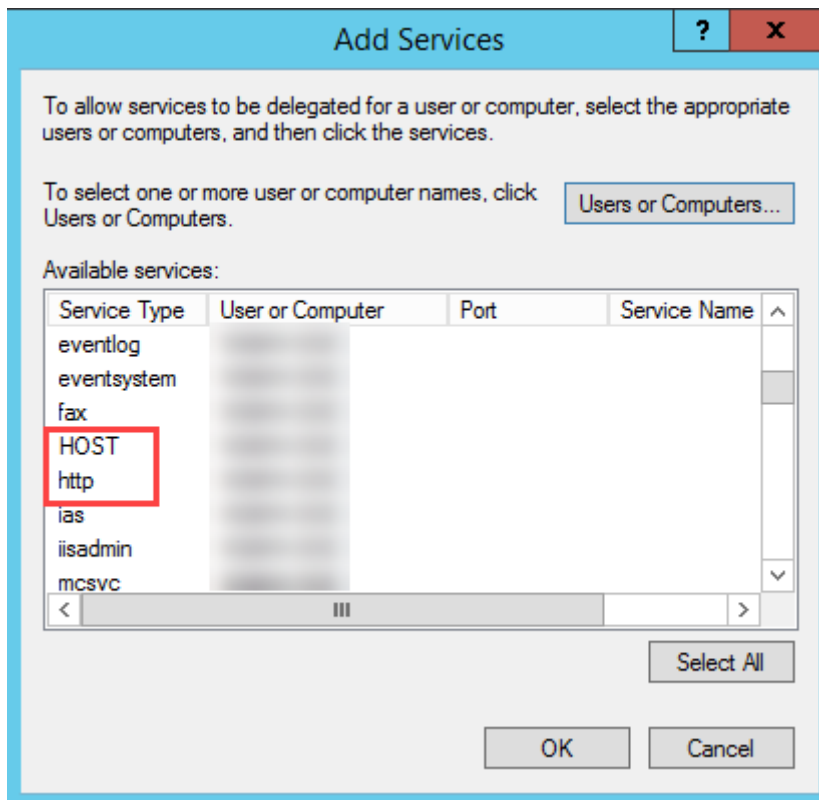 Add Services
?
x
To allow services to be delegated for a user or computer, select the appropriate
users or computers, and then click the services.
To select one or more user or computer names, click
Users or Computers.
Users or Computers...
Available services:
Service Type User or Computer Port Service Name
eventlog
eventsystem
fax
HOST
http
ias
iisadmin
mcsvc
Select All
OK Cancel